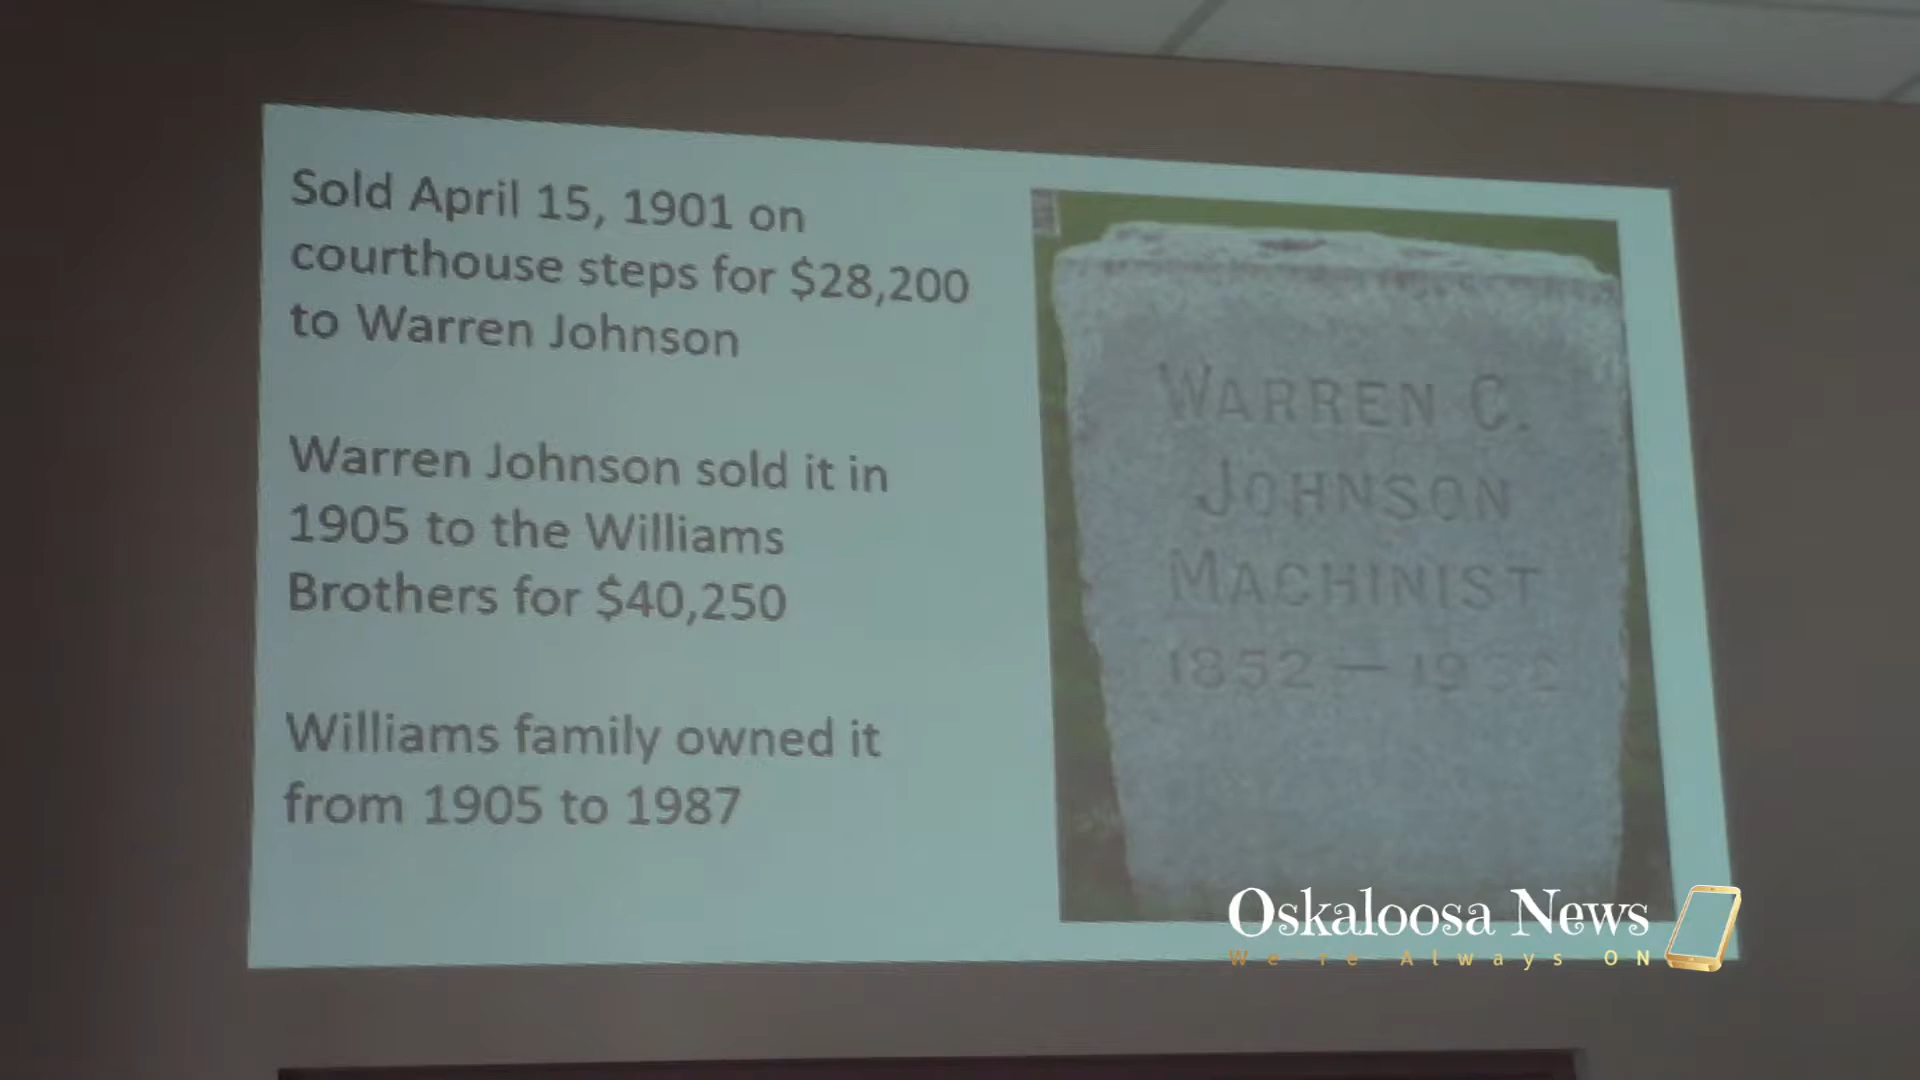 Sold April 15, 1901 on
courthouse steps for $28,200
to Warren Johnson
Warren Johnson sold it in
1905 to the Williams
Brothers for $40,250
Williams family owned it
from 1905 to 1987
WARREN C.
JOHNSON
MACHINIST
1852 – 1932
Oskaloosa News
We're Always ON